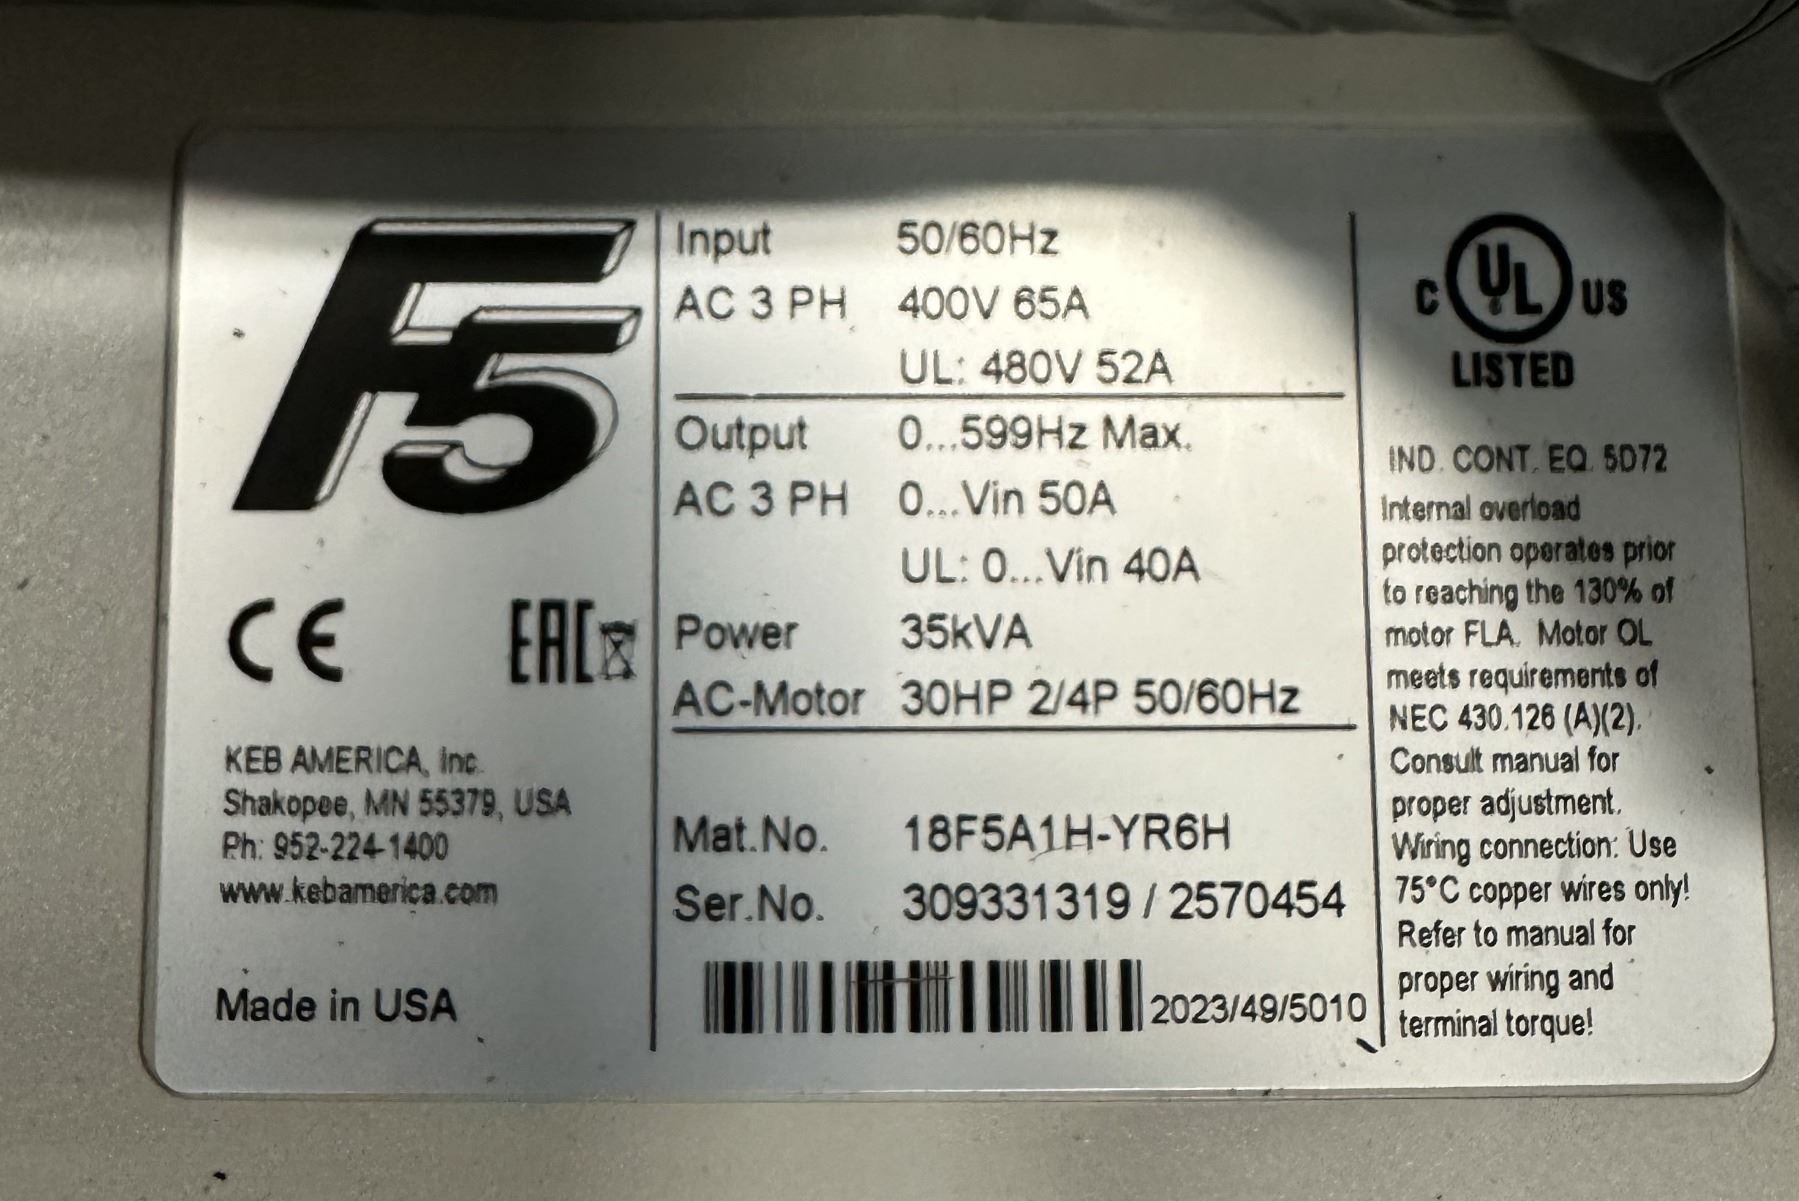 F5
CE EAC
KEB AMERICA, Inc.
Shakopee, MN 55379, USA
Ph: 952-224-1400
www.kebamerica.com
Made in USA
Input 50/60Hz
AC 3 PH 400V 65A
UL: 480V 52A
Output 0...599Hz Max.
AC 3 PH 0...Vin 50A
UL: 0...Vin 40A
Power 35kVA
AC-Motor 30HP 2/4P 50/60Hz
Mat.No. 18F5A1H-YR6H
Ser.No. 309331319 / 2570454
2023/49/5010
C UL US
LISTED
IND. CONT. EQ. 5D72
Internal overload
protection operates prior
to reaching the 130% of
motor FLA. Motor OL
meets requirements of
NEC 430.126 (A)(2).
Consult manual for
proper adjustment.
Wiring connection: Use
75°C copper wires only!
Refer to manual for
proper wiring and
terminal torque!